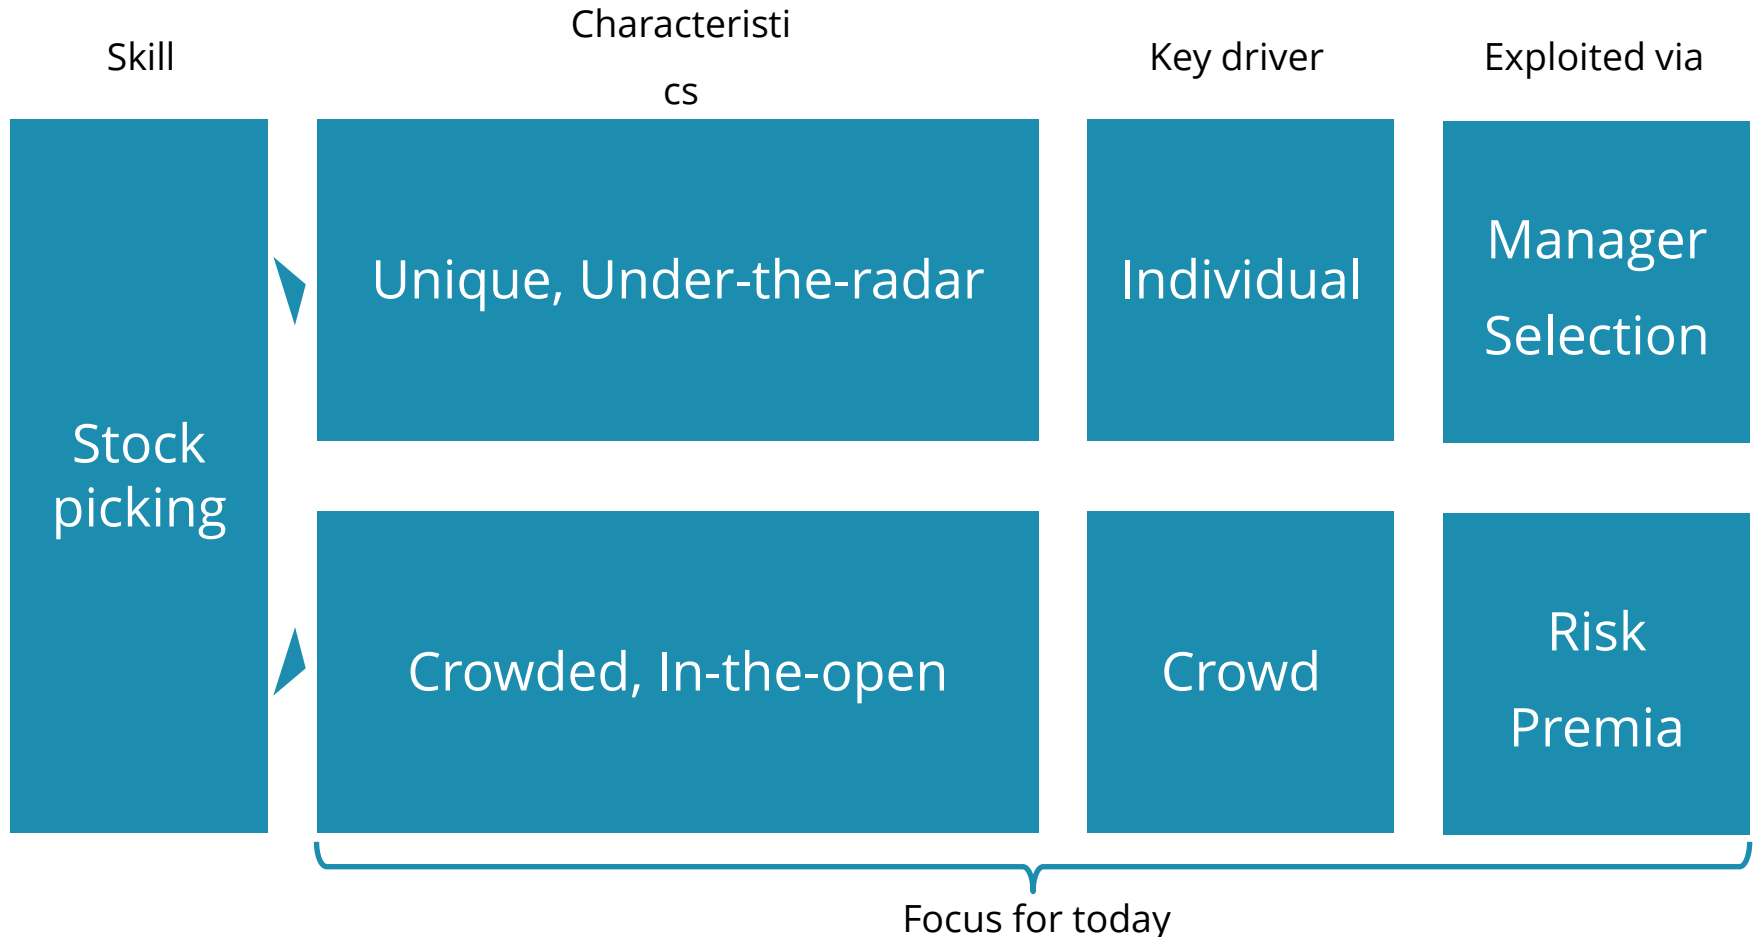 Skill
Characteristi
cs
Key driver
Exploited via
Stock
picking
Unique, Under-the-radar
Individual
Manager
Selection
Crowded, In-the-open
Crowd
Risk
Premia
Focus for today